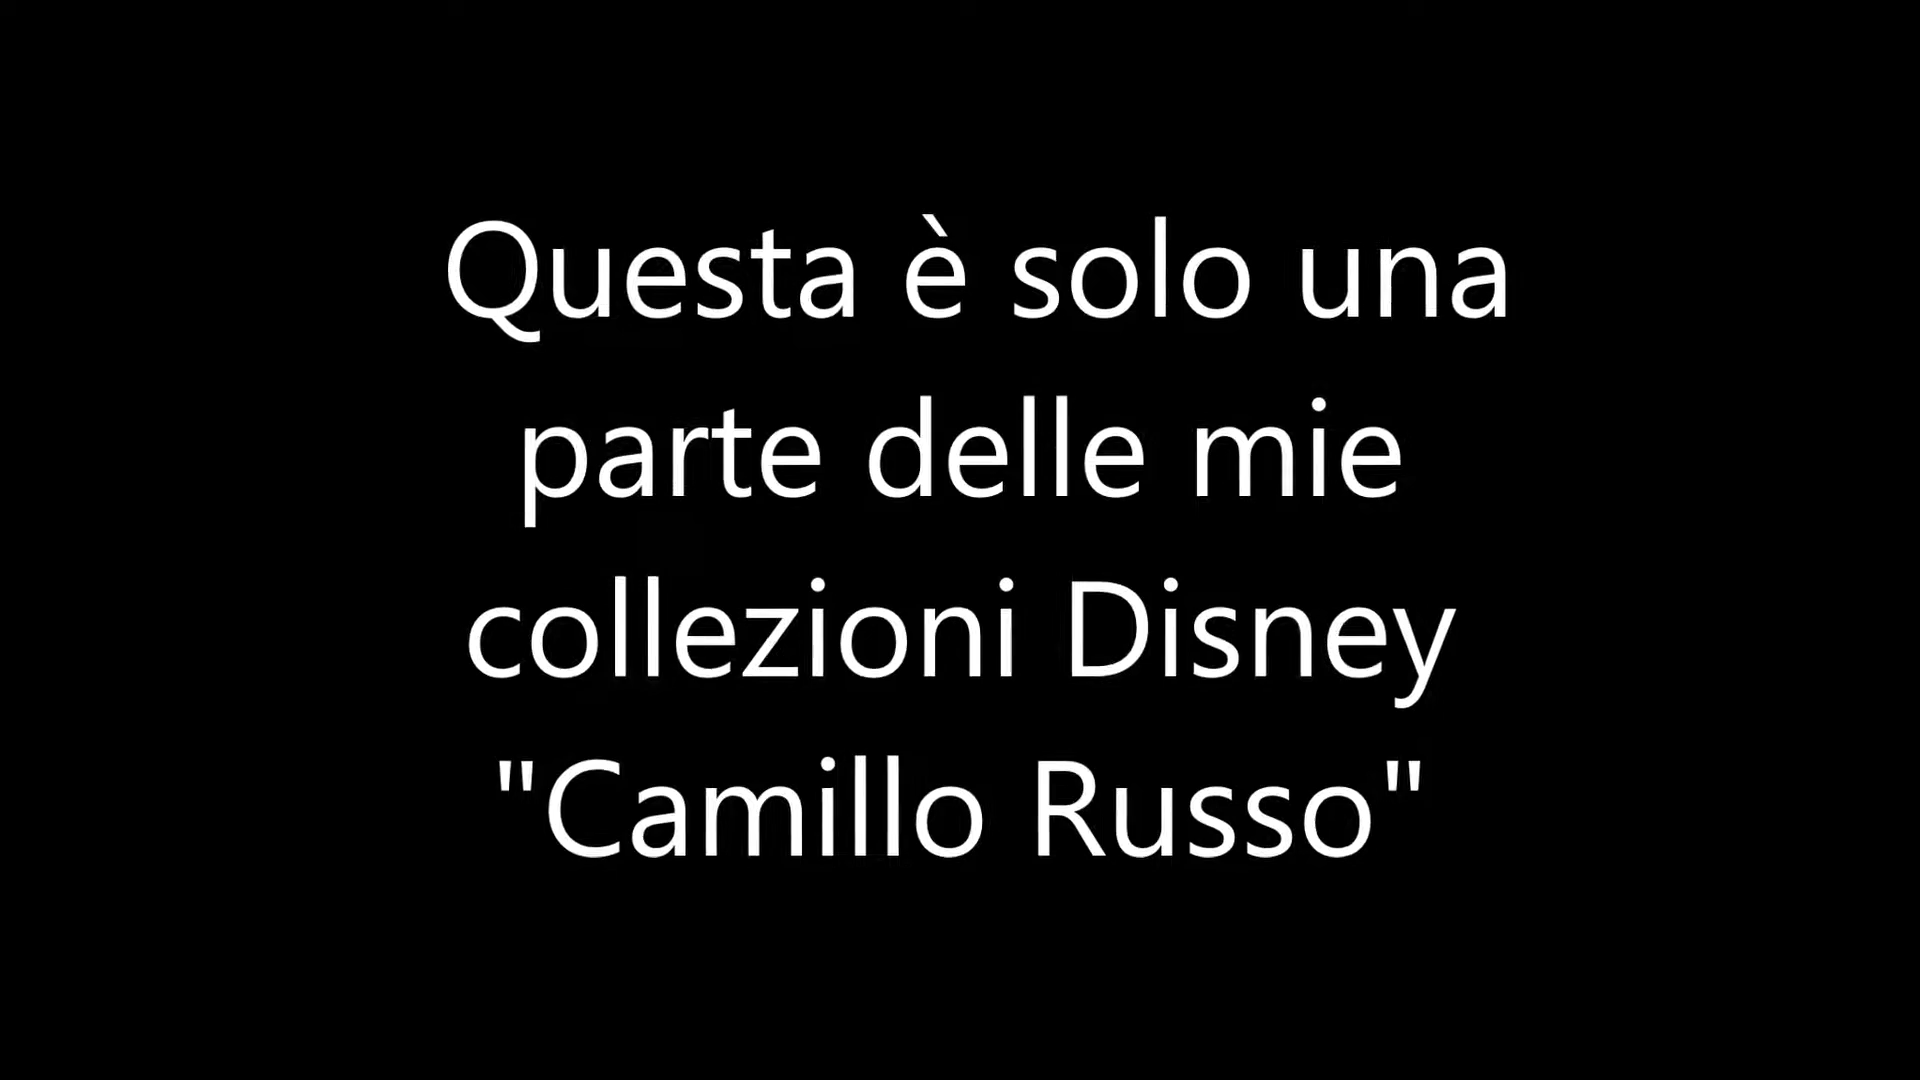 Questa è solo una
parte delle mie
collezioni Disney
"Camillo Russo"